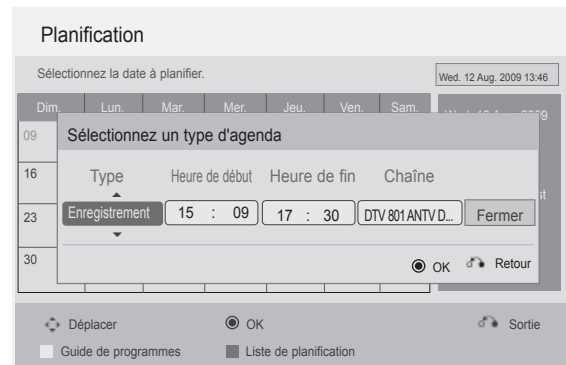 Planification
Sélectionnez la date à planifier.
Wed. 12 Aug. 2009 13:46
Dim. Lun. Mar. Mer. Jeu. Ven. Sam.
09
Sélectionnez un type d'agenda
16
Type Heure de début Heure de fin Chaîne
23
Enregistrement 15 : 09 17 : 30 DTV 801 ANTV D... Fermer
30
OK Retour
Déplacer OK Sortie
Guide de programmes Liste de planification